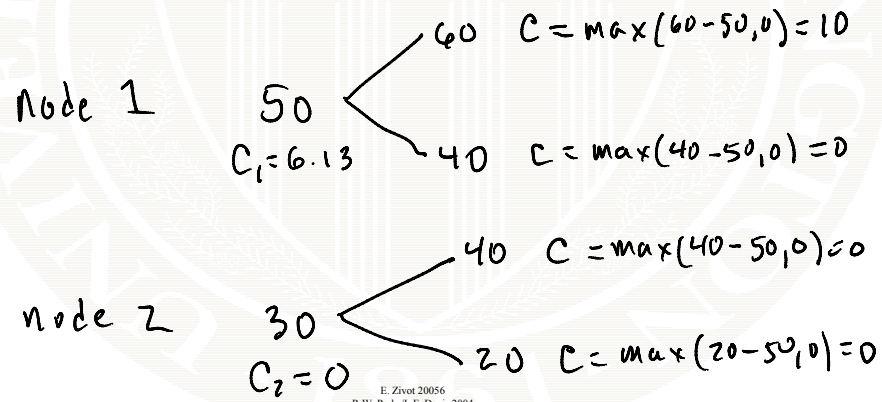 60 C = max(60-50,0) = 10
node 1 50
C₁=6.13 40 C = max(40-50,0) = 0
40 C = max(40-50,0) = 0
node 2 30
20 C = max(20-50,0) = 0
C₂ = 0
E. Zivot 20056